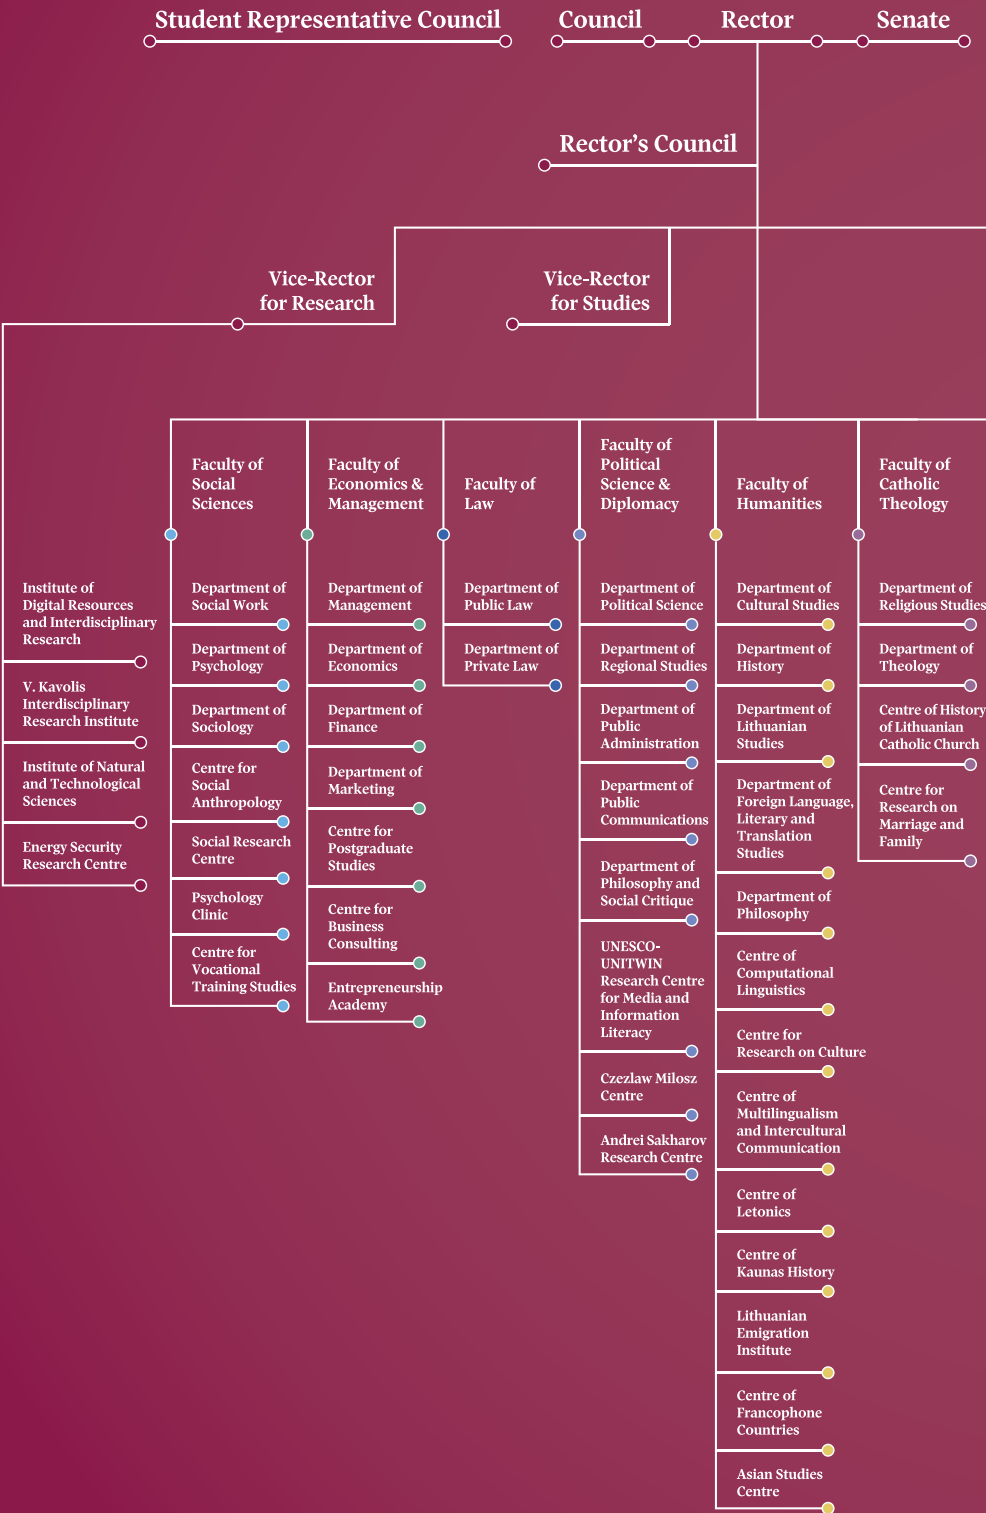 Student Representative Council
Council
Rector
Senate
Rector’s Council
Vice-Rector
for Research
Vice-Rector
for Studies
Institute of
Digital Resources
and Interdisciplinary
Research
V. Kavolis
Interdisciplinary
Research Institute
Institute of Natural
and Technological
Sciences
Energy Security
Research Centre
Faculty of
Social
Sciences
Department of
Social Work
Department of
Psychology
Department of
Sociology
Centre for
Social
Anthropology
Social Research
Centre
Psychology
Clinic
Centre for
Vocational
Training Studies
Faculty of
Economics &
Management
Department of
Management
Department of
Economics
Department of
Finance
Department of
Marketing
Centre for
Postgraduate
Studies
Centre for
Business
Consulting
Entrepreneurship
Academy
Faculty of
Law
Department of
Public Law
Department of
Private Law
Faculty of
Political
Science &
Diplomacy
Department of
Political Science
Department of
Regional Studies
Department of
Public
Administration
Department of
Public
Communications
Department of
Philosophy and
Social Critique
UNESCO-
UNITWIN
Research Centre
for Media and
Information
Literacy
Czezlaw Milosz
Centre
Andrei Sakharov
Research Centre
Faculty of
Humanities
Department of
Cultural Studies
Department of
History
Department of
Lithuanian
Studies
Department of
Foreign Language,
Literary and
Translation
Studies
Department of
Philosophy
Centre of
Computational
Linguistics
Centre for
Research on Culture
Centre of
Multilingualism
and Intercultural
Communication
Centre of
Letonics
Centre of
Kaunas History
Lithuanian
Emigration
Institute
Centre of
Francophone
Countries
Asian Studies
Centre
Faculty of
Catholic
Theology
Department of
Religious Studies
Department of
Theology
Centre of History
of Lithuanian
Catholic Church
Centre for
Research on
Marriage and
Family